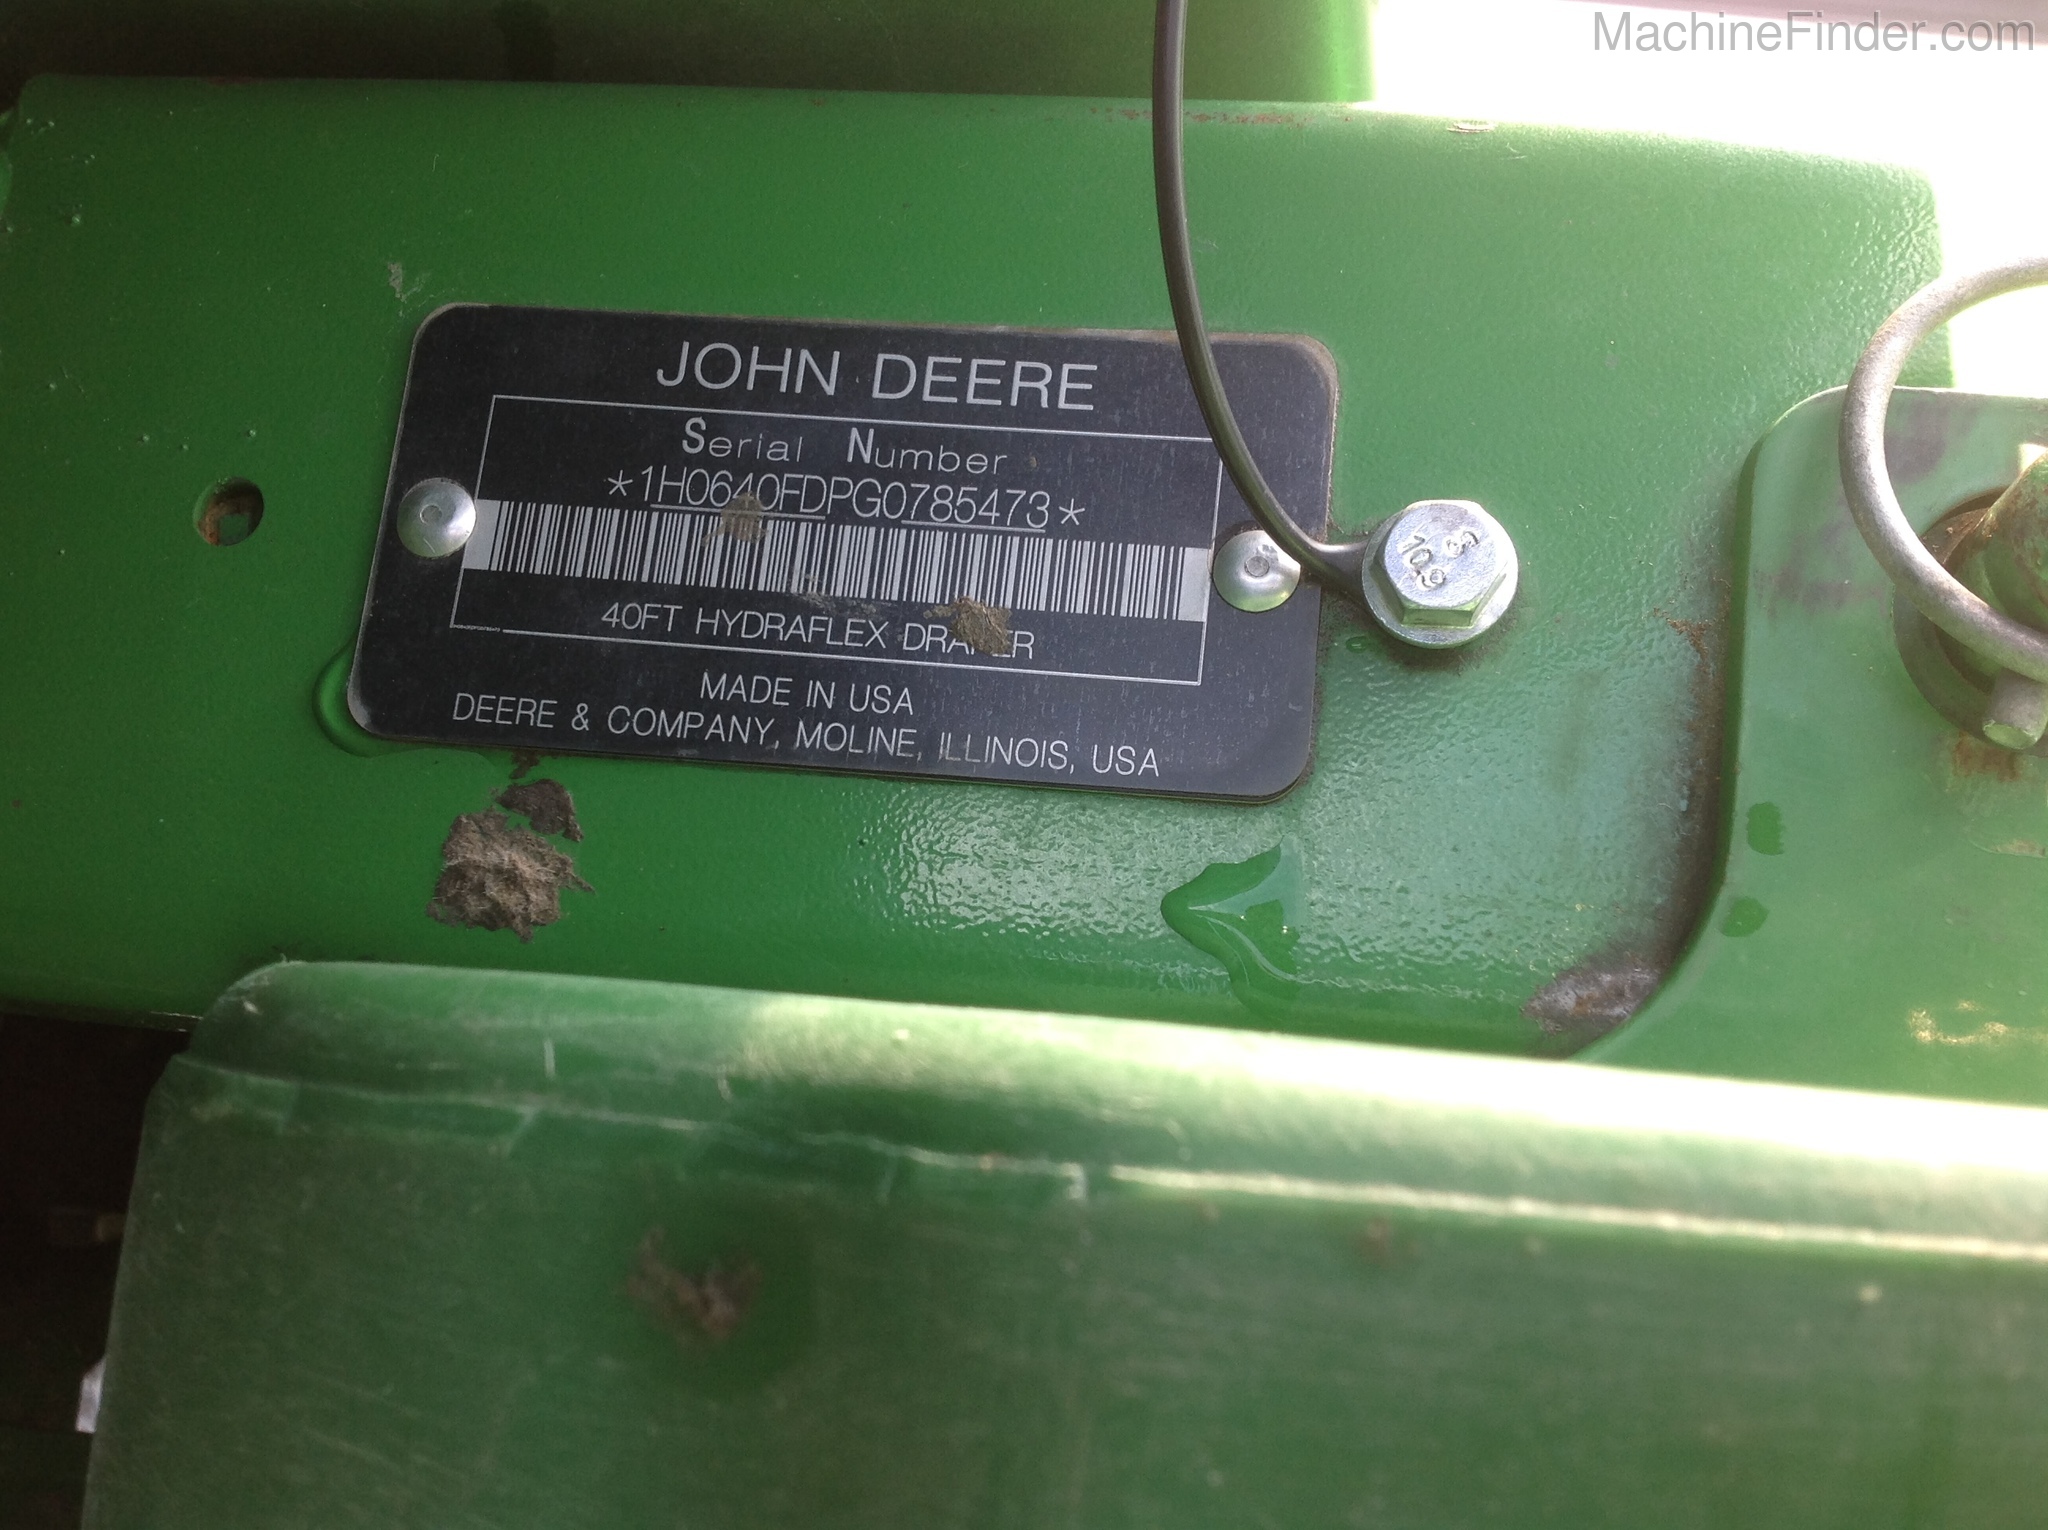 MachineFinder.com
JOHN DEERE
Serial Number
*1H0640FDPG0785473*
40FT HYDRAFLEX DRAPER
MADE IN USA
DEERE & COMPANY, MOLINE, ILLINOIS, USA
10.9